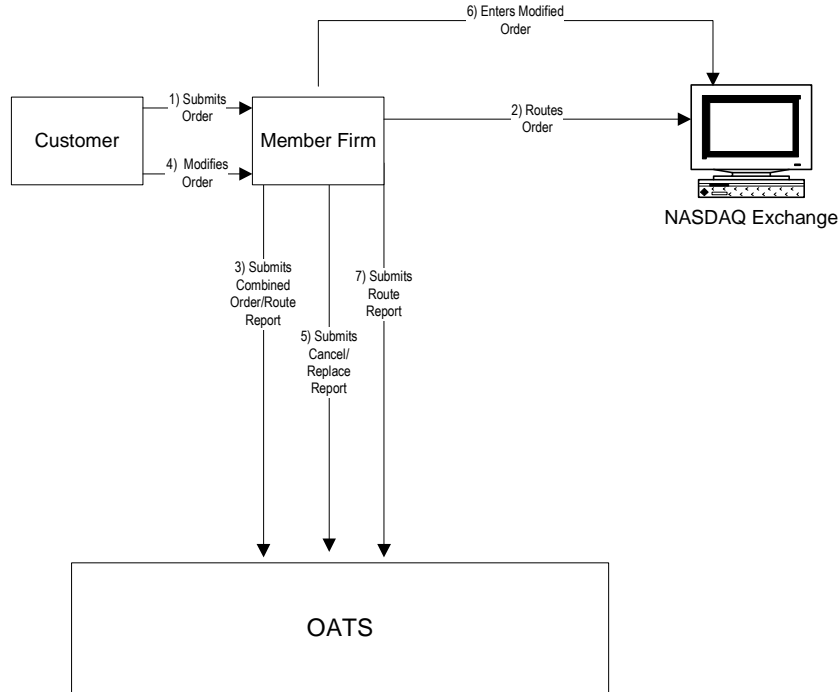 6) Enters Modified
Order
1) Submits
Order
2) Routes
Order
Customer
Member Firm
4) Modifies
Order
NASDAQ Exchange
3) Submits
Combined
Order/Route
Report
7) Submits
Route
Report
5) Submits
Cancel/
Replace
Report
OATS